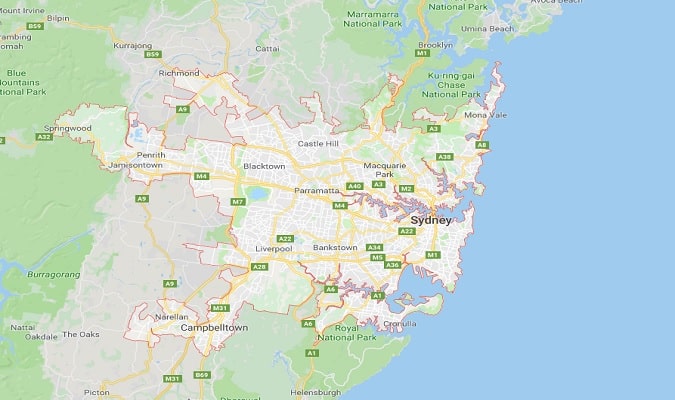 Mount Irvine
Avoca Beach
National Park
Marramarra
National Park
Umina Beach
Brooklyn
M1
Kurrajong
Cattai
B59
B59
Richmond
Blue
Mountains
National Park
Ku-ring-gai
Chase
National Park
A9
Mona Vale
Springwood
A32
A3
A8
Castle Hill
Penrith
Jamisontown
Blacktown
Macquarie
Park
A38
M4
A40
A3
M2
Parramatta
A9
M7
M4
Sydney
A22
A22
Liverpool
Bankstown
A34
M5
M1
A28
A36
Burragorang
A9
A6
A1
M31
Narellan
Campbelltown
A6
Cronulla
Nattai
Oakdale
The Oaks
Royal
National Park
A1
M31
B69
Picton
Helensburgh